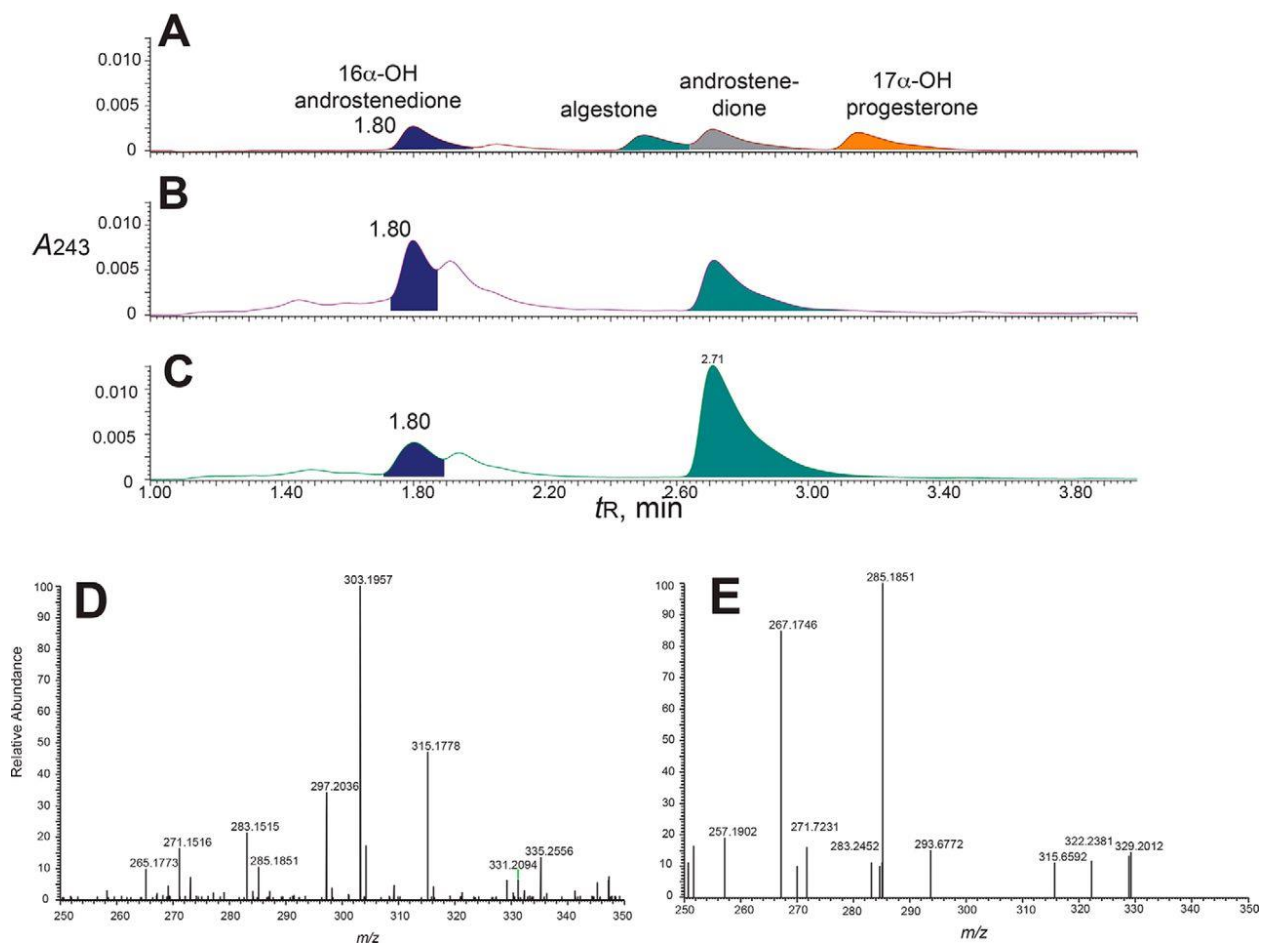 A
0.010
0.005
0
16α-OH
androstenedione
1.80
algestone
androstene-
dione
17α-OH
progesterone
B
0.010
0.005
0
1.80
A243
C
0.010
0.005
0
1.80
2.71
1.00 1.40 1.80 2.20 2.60 3.00 3.40 3.80
tR, min
D
Relative Abundance
100
90
80
70
60
50
40
30
20
10
0
303.1957
315.1778
297.2036
283.1515
271.1516
285.1851
265.1773
335.2556
331.2094
250 260 270 280 290 300 310 320 330 340 350
m/z
E
100
90
80
70
60
50
40
30
20
10
0
285.1851
267.1746
257.1902
271.7231
283.2452
293.6772
322.2381
315.6592
329.2012
250 260 270 280 290 300 310 320 330 340 350
m/z